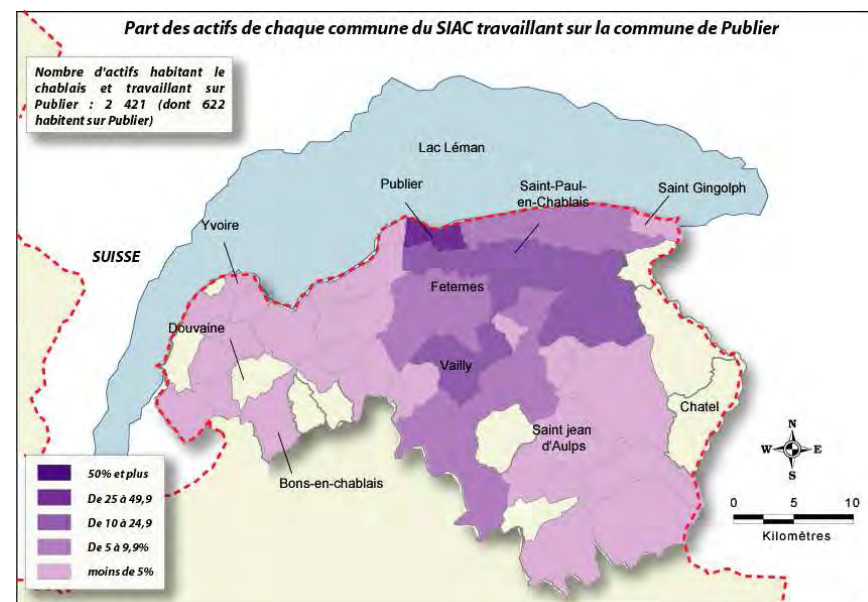 Part des actifs de chaque commune du SIAC travaillant sur la commune de Publier
Nombre d'actifs habitant le
chablais et travaillant sur
Publier : 2 421 (dont 622
habitent sur Publier)
Lac Léman
Publier
Saint-Paul-
en-Chablais
Saint Gingolph
Yvoire
SUISSE
Feternes
Douvaine
Vailly
Chatel
Saint jean
d'Aulps
Bons-en-chablais
N
W E
S
50% et plus
De 25 à 49,9
De 10 à 24,9
De 5 à 9,9%
moins de 5%
0 5 10
Kilomètres